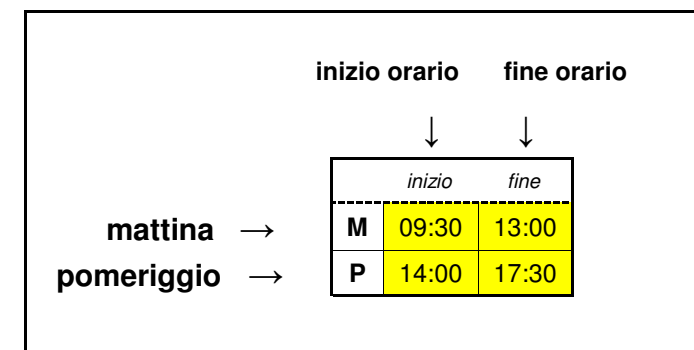 inizio orario fine orario
↓ ↓
inizio fine
mattina → M 09:30 13:00
pomeriggio → P 14:00 17:30